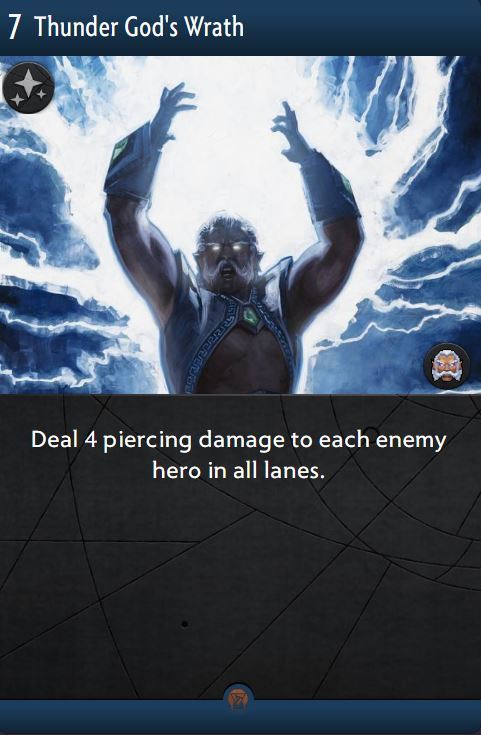 7 Thunder God's Wrath
Deal 4 piercing damage to each enemy
hero in all lanes.